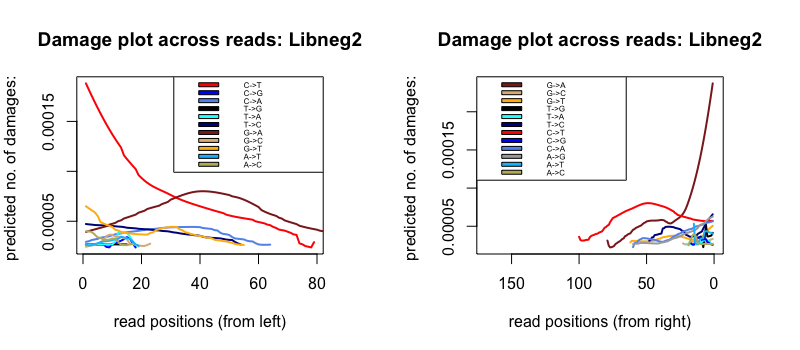 Damage plot across reads: Libneg2
predicted no. of damages:
0.00005
0.00015
C->T
C->G
C->A
T->G
T->A
T->C
G->A
G->C
G->T
A->T
A->C
0
20
40
60
80
read positions (from left)
Damage plot across reads: Libneg2
predicted no. of damages:
0.00005
0.00015
G->A
G->C
G->T
T->G
T->A
T->C
C->T
C->G
C->A
A->G
A->T
A->C
150
100
50
0
read positions (from right)